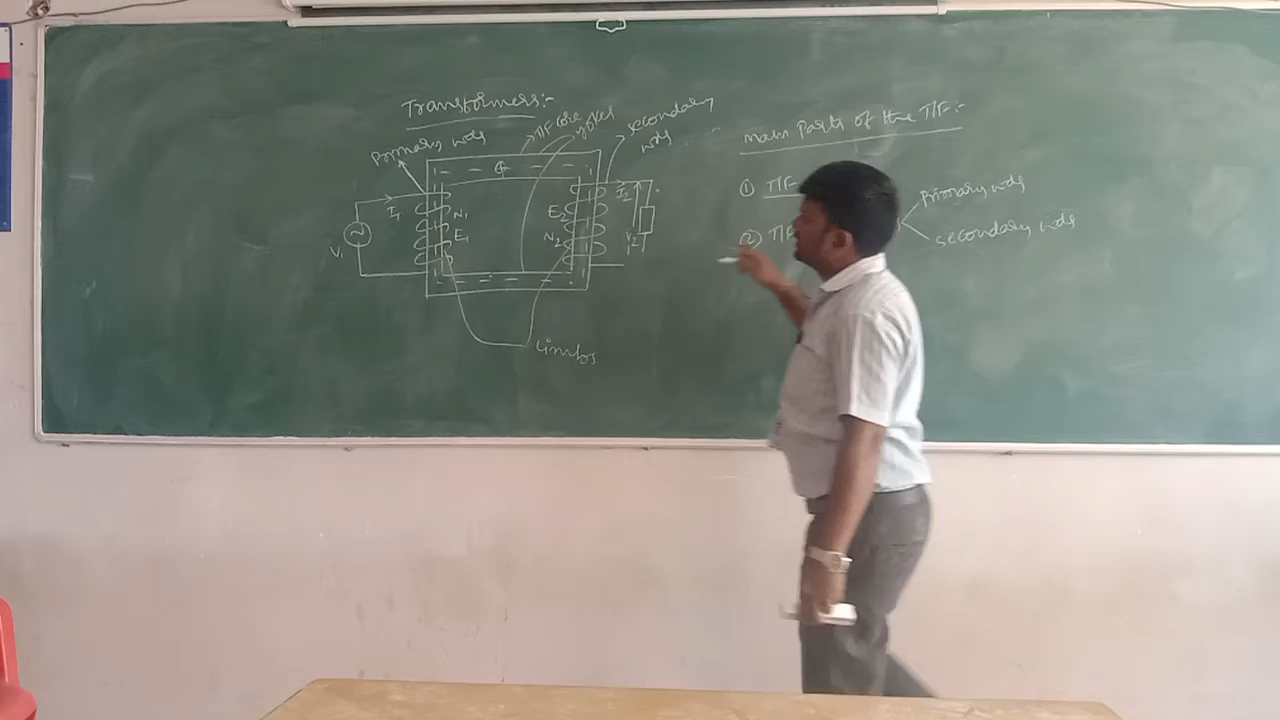 Transformers:-
Primary wdg
T/F core
yokes
secondary
wdg
ϕ
I₁
N₁
E₁
V₁
E₂
N₂
I₂
V₂
Limbs
main Parts of the T/F:-
① T/F
② T/F
Primary wdg
secondary wdg